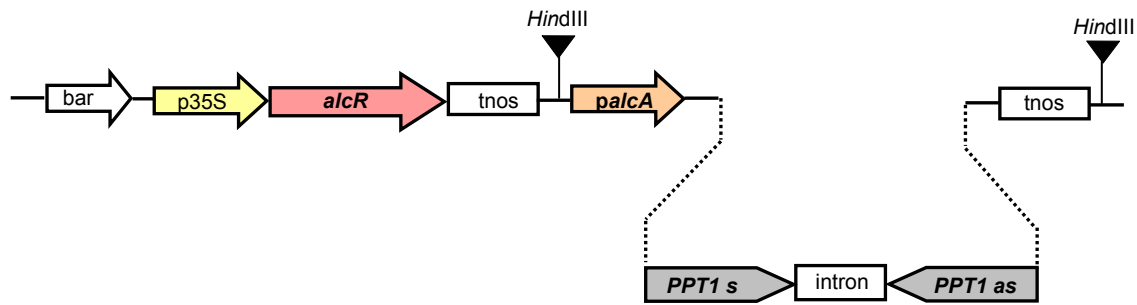 HindIII
HindIII
bar
p35S
alcR
tnos
palcA
tnos
PPT1 s
intron
PPT1 as